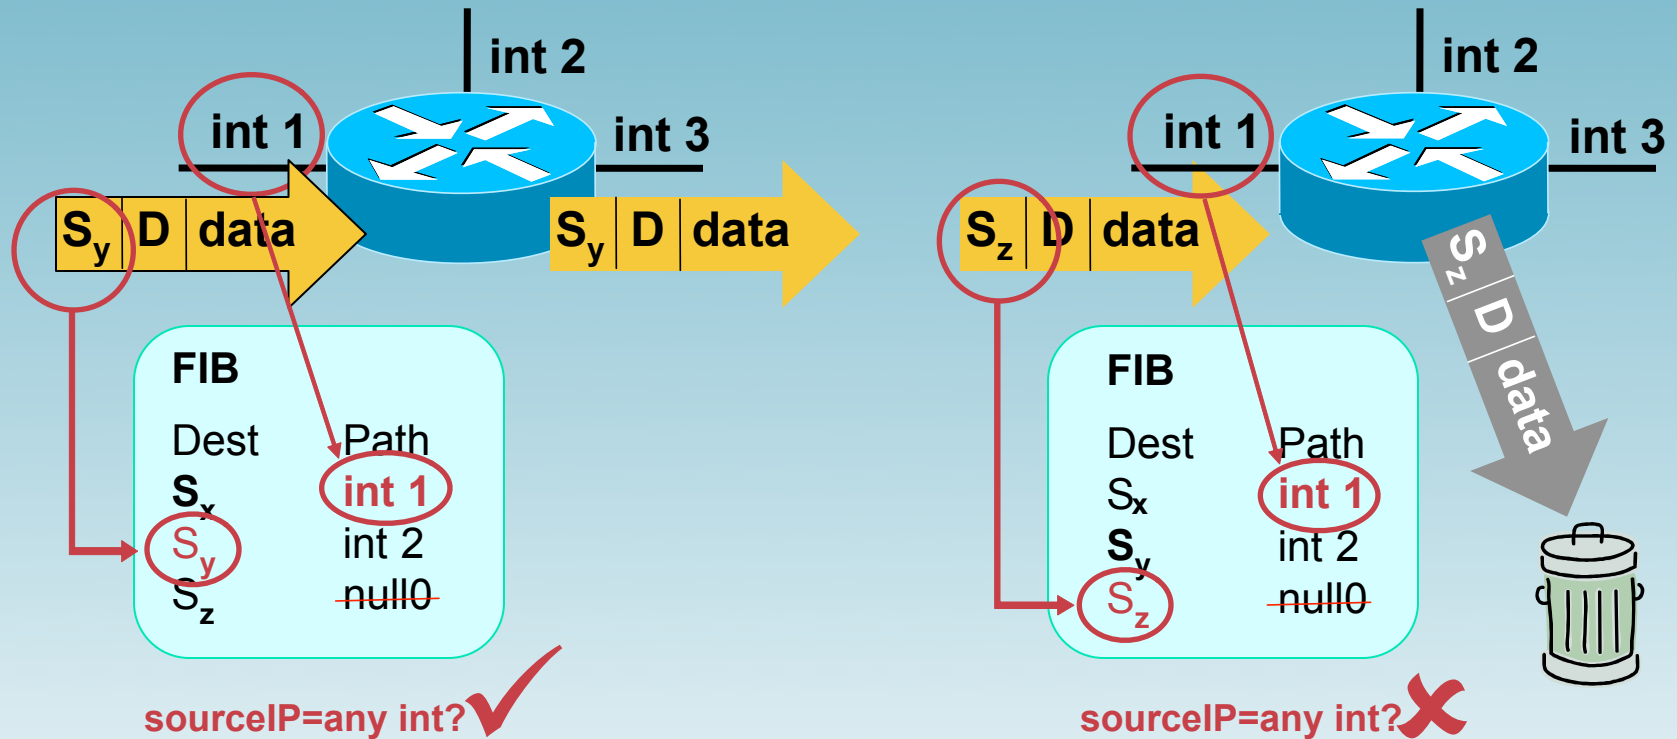 int 2
int 1
int 3
Sy D data
Sy D data
FIB
Dest Path
Sx int 1
Sy int 2
Sz null0
sourceIP=any int?
int 2
int 1
int 3
Sz D data
Sz D data
FIB
Dest Path
Sx int 1
Sy int 2
Sz null0
sourceIP=any int?